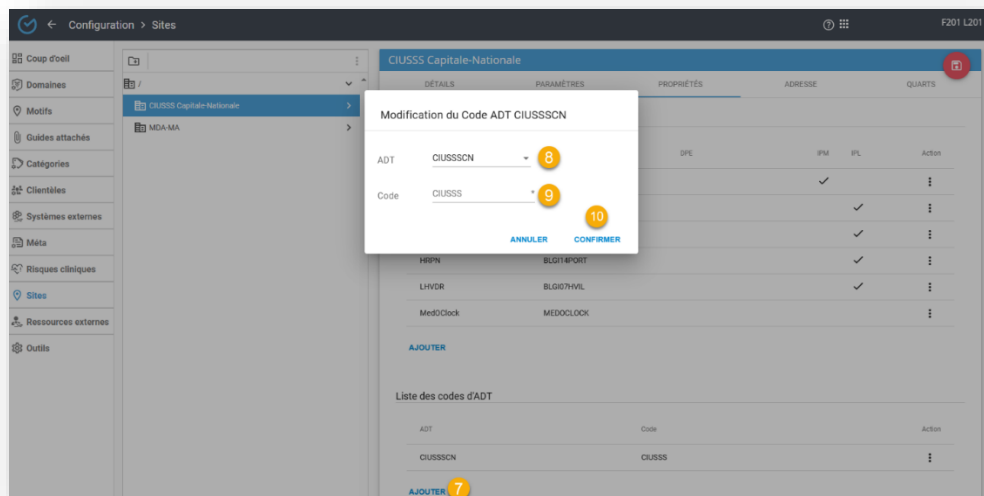 Configuration > Sites
F201 L201
Coup d'oeil
Domaines
Motifs
Guides attachés
Catégories
Clientèles
Systèmes externes
Méta
Risques cliniques
Sites
Ressources externes
Outils
/
CIUSSS Capitale-Nationale
MDA-MA
CIUSSS Capitale-Nationale
DÉTAILS PARAMÈTRES PROPRIÉTÉS ADRESSE QUARTS
Modification du Code ADT CIUSSSCN
ADT CIUSSSCN 8
Code CIUSSS * 9
10
ANNULER CONFIRMER
OPE IPM IPL Action
HRPN BLGI14PORT
LHVDR BLGI07HVIL
MedOClock MEDOCLOCK
AJOUTER
Liste des codes d'ADT
ADT Code Action
CIUSSSCN CIUSSS
AJOUTER 7